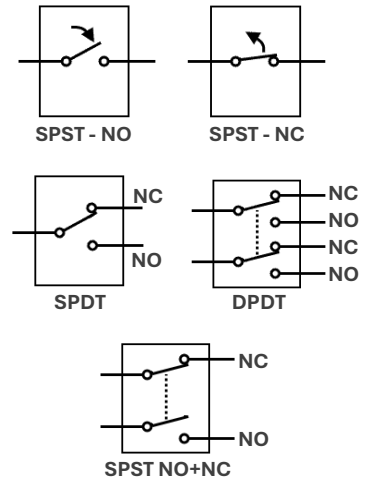 SPST - NO
SPST - NC
NC
NO
SPDT
NC
NO
NC
NO
DPDT
NC
NO
SPST NO+NC